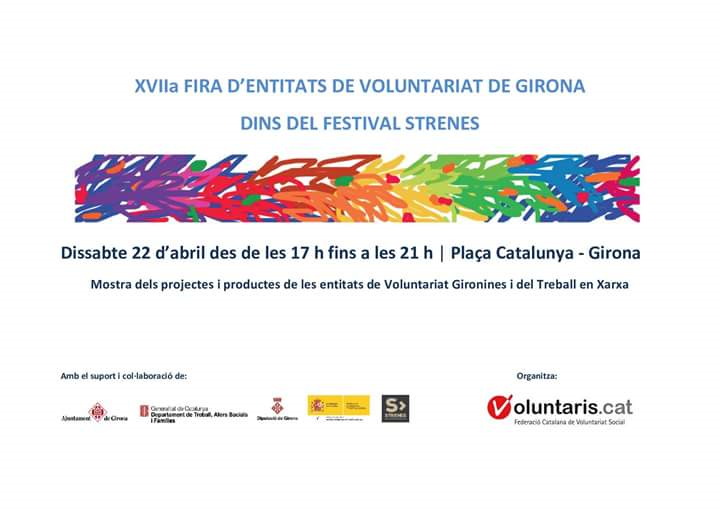 XVIIa FIRA D'ENTITATS DE VOLUNTARIAT DE GIRONA
DINS DEL FESTIVAL STRENES
Dissabte 22 d'abril des de les 17 h fins a les 21 h | Plaça Catalunya - Girona
Mostra dels projectes i productes de les entitats de Voluntariat Gironines i del Treball en Xarxa
Amb el suport i col·laboració de:
Organitza:
Ajuntament de Girona
Generalitat de Catalunya
Departament de Treball, Afers Socials
i Famílies
Diputació de Girona
S>
STRENES
Voluntaris.cat
Federació Catalana de Voluntariat Social